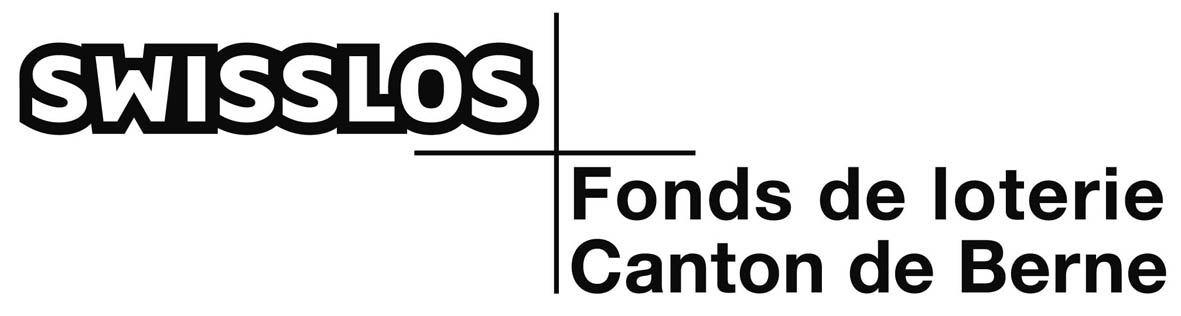 SWISSLOS
Fonds de loterie
Canton de Berne